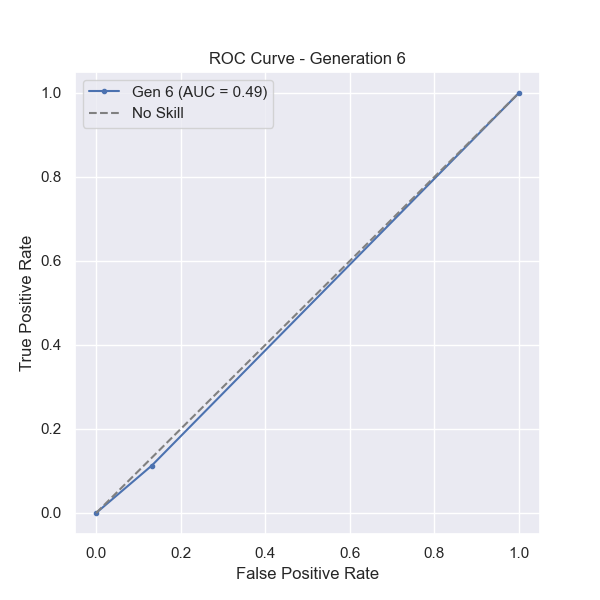 ROC Curve - Generation 6
Gen 6 (AUC = 0.49)
No Skill
True Positive Rate
1.0
0.8
0.6
0.4
0.2
0.0
0.0 0.2 0.4 0.6 0.8 1.0
False Positive Rate